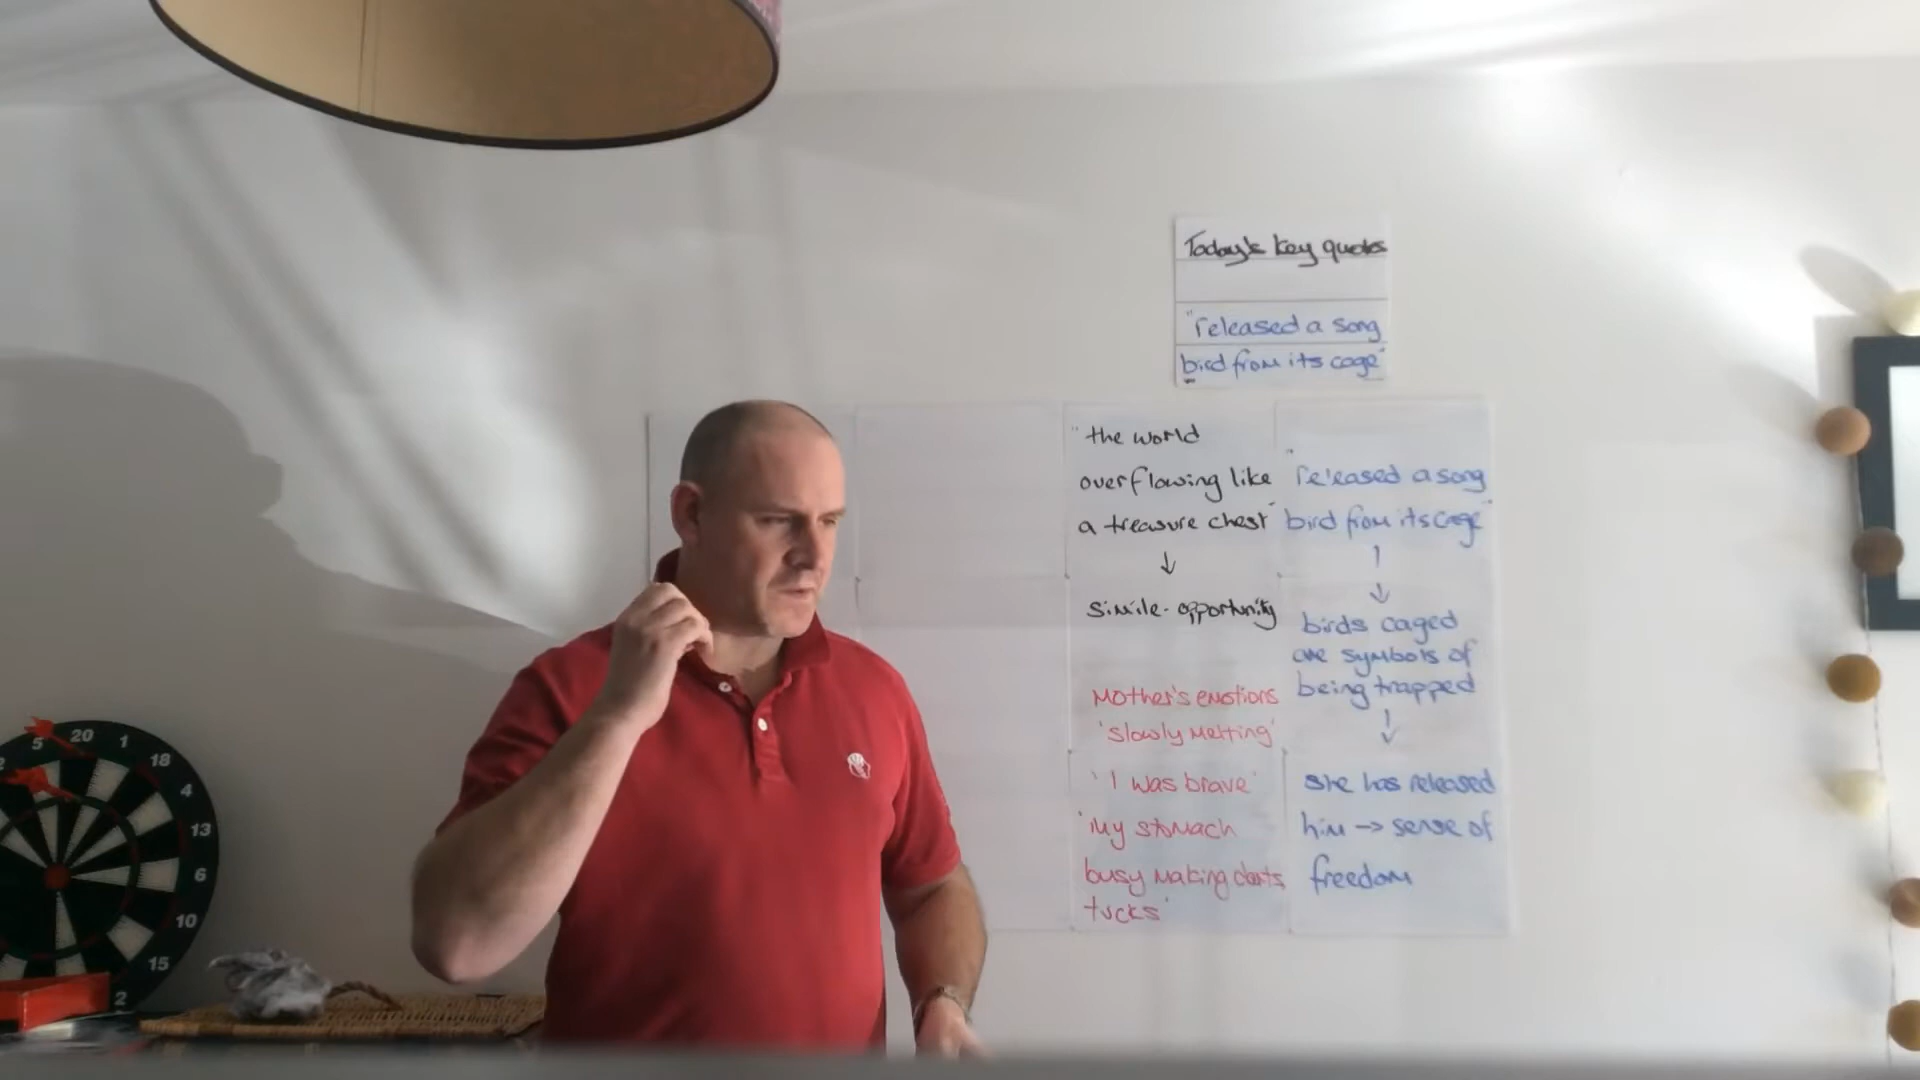 Today's key quotes
"released a song
bird from its cage"
"the world
overflowing like
a treasure chest"
↓
simile - opportunity
Mother's emotions
'slowly melting'
'I was brave'
'My stomach
busy making darts
tucks'
"released a song
bird from its cage"
↓
birds caged
are symbols of
being trapped
↓
she has released
him → sense of
freedom
5 20 1
18
4
13
6
10
15
2